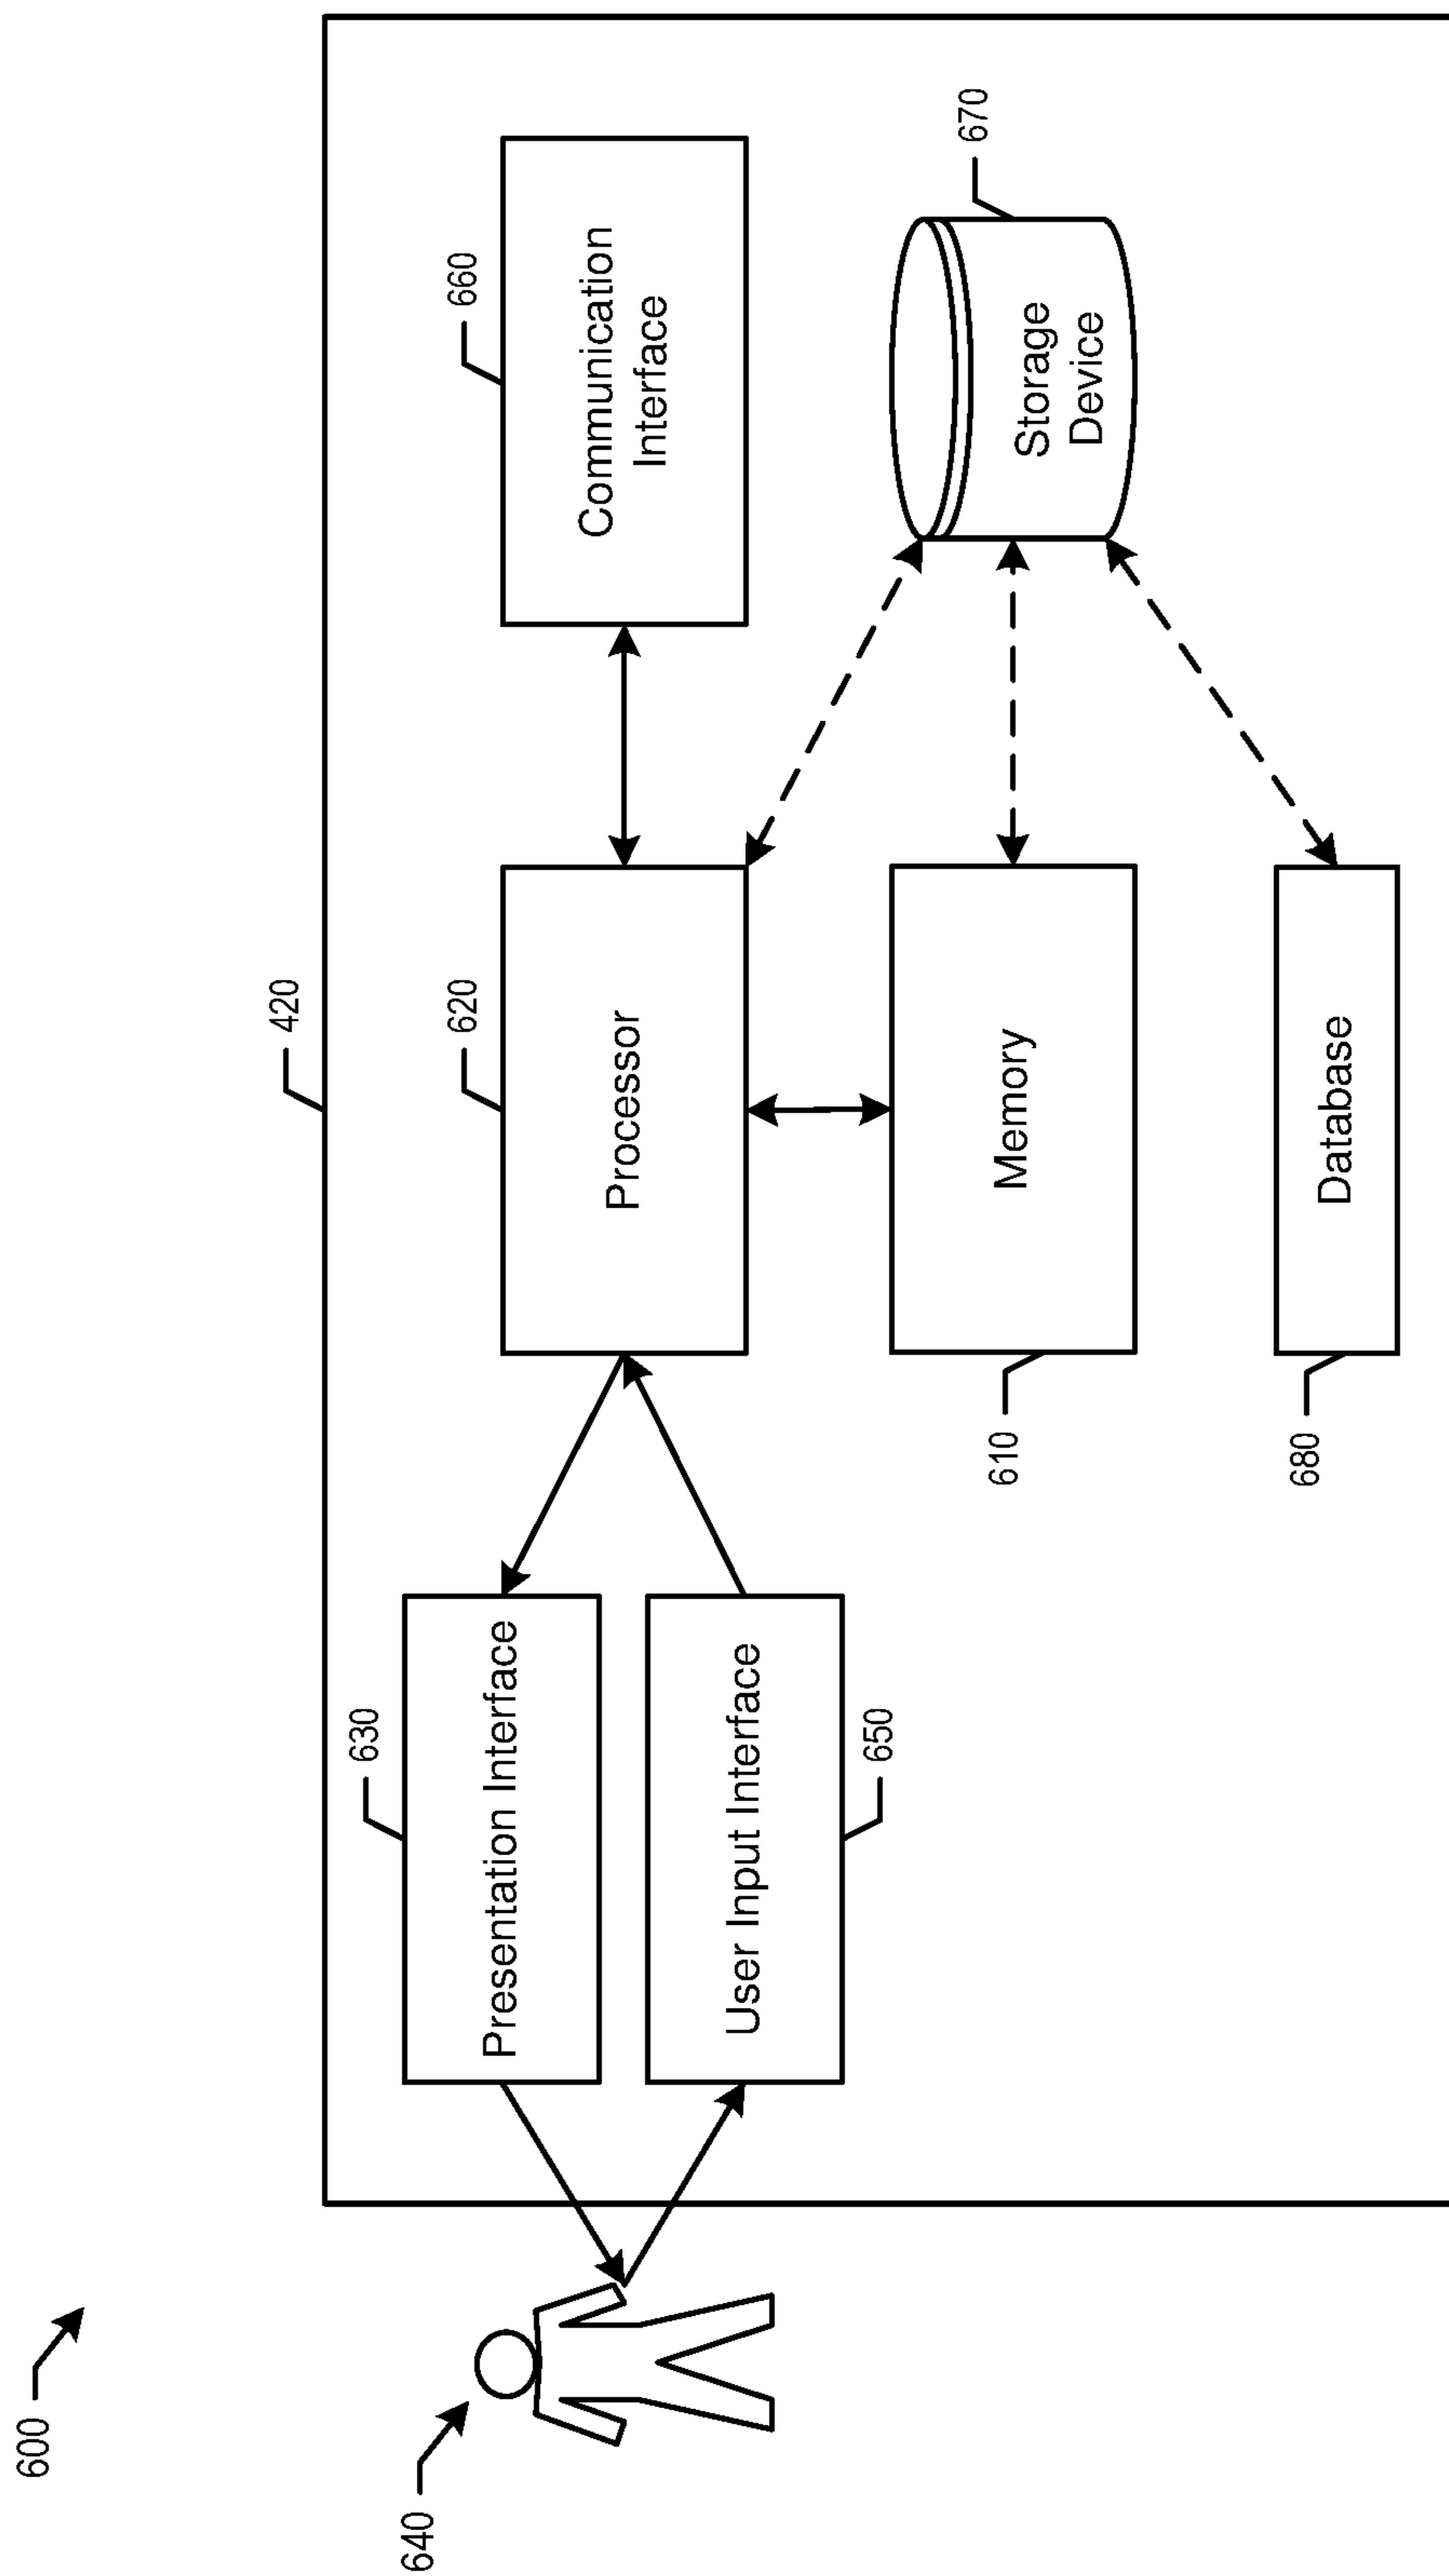 600
420
640
630
Presentation Interface
620
Processor
660
Communication
Interface
User Input Interface
650
Memory
610
670
Storage
Device
Database
680